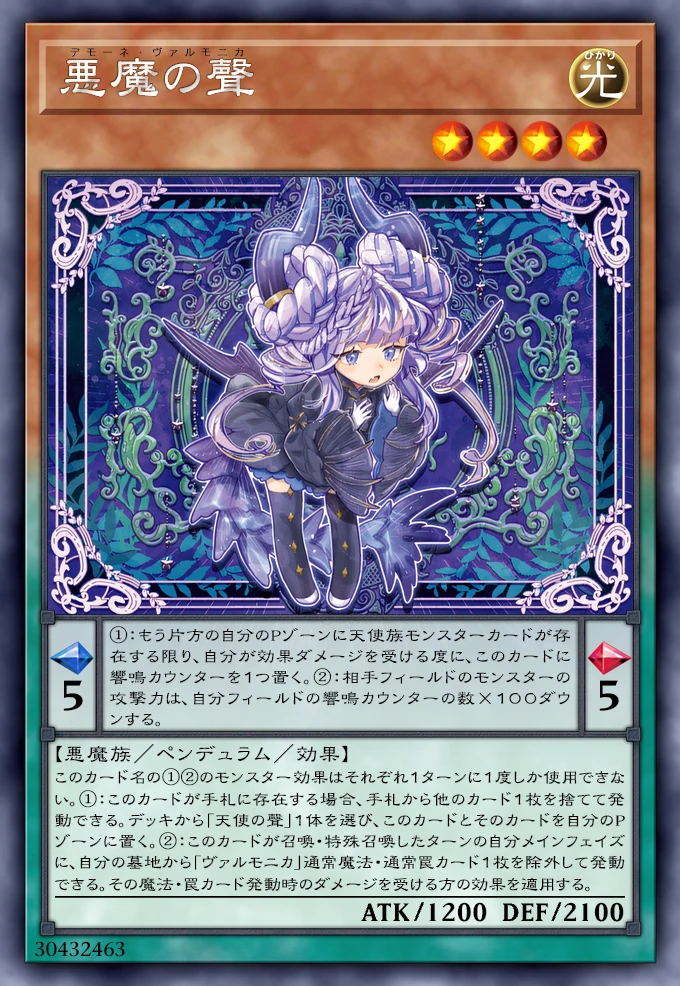 デモーネ・ヴァルモニカ
悪魔の聲
ひかり
光
①：もう片方の自分のPゾーンに天使族モンスターカードが存
在する限り、自分が効果ダメージを受ける度に、このカードに
響鳴カウンターを1つ置く。②：相手フィールドのモンスターの
攻撃力は、自分フィールドの響鳴カウンターの数×100ダウ
ンする。
5
5
【悪魔族／ペンデュラム／効果】
このカード名の①②のモンスター効果はそれぞれ1ターンに1度しか使用できな
い。①：このカードが手札に存在する場合、手札から他のカード1枚を捨てて発
動できる。デッキから「天使の聲」1体を選び、このカードとそのカードを自分のP
ゾーンに置く。②：このカードが召喚・特殊召喚したターンの自分メインフェイズ
に、自分の墓地から「ヴァルモニカ」通常魔法・通常罠カード1枚を除外して発動
できる。その魔法・罠カード発動時のダメージを受ける方の効果を適用する。
ATK/1200 DEF/2100
30432463